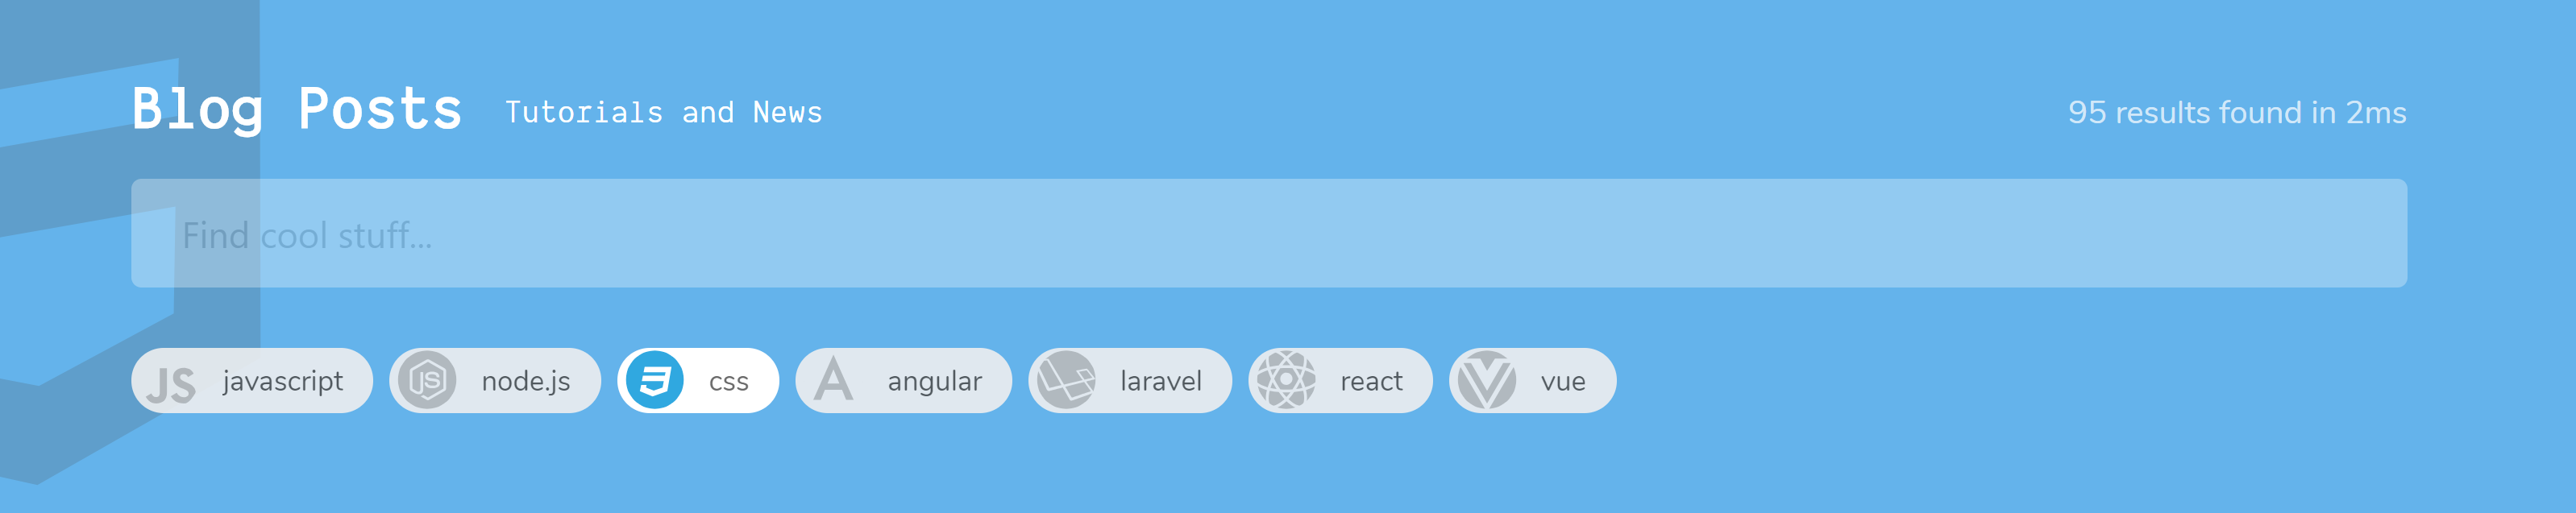 Blog Posts Tutorials and News 95 results found in 2ms
Find cool stuff...
JS javascript JS node.js 3 css A angular laravel react vue